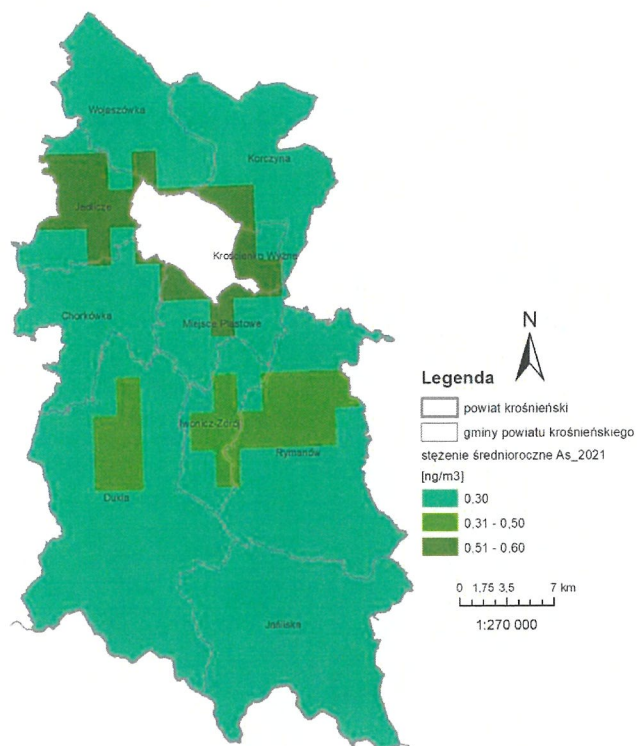 Wojaszówka
Korczyna
Jedlicze
Krościenko Wyżne
Chorkówka
Miejsce Piastowe
Iwonicz-Zdrój
Rymanów
Dukla
Jaśliska
N
Legenda
powiat krośnieński
gminy powiatu krośnieńskiego
stężenie średnioroczne As_2021
[ng/m3]
0,30
0,31 - 0,50
0,51 - 0,60
0 1,75 3,5 7 km
1:270 000